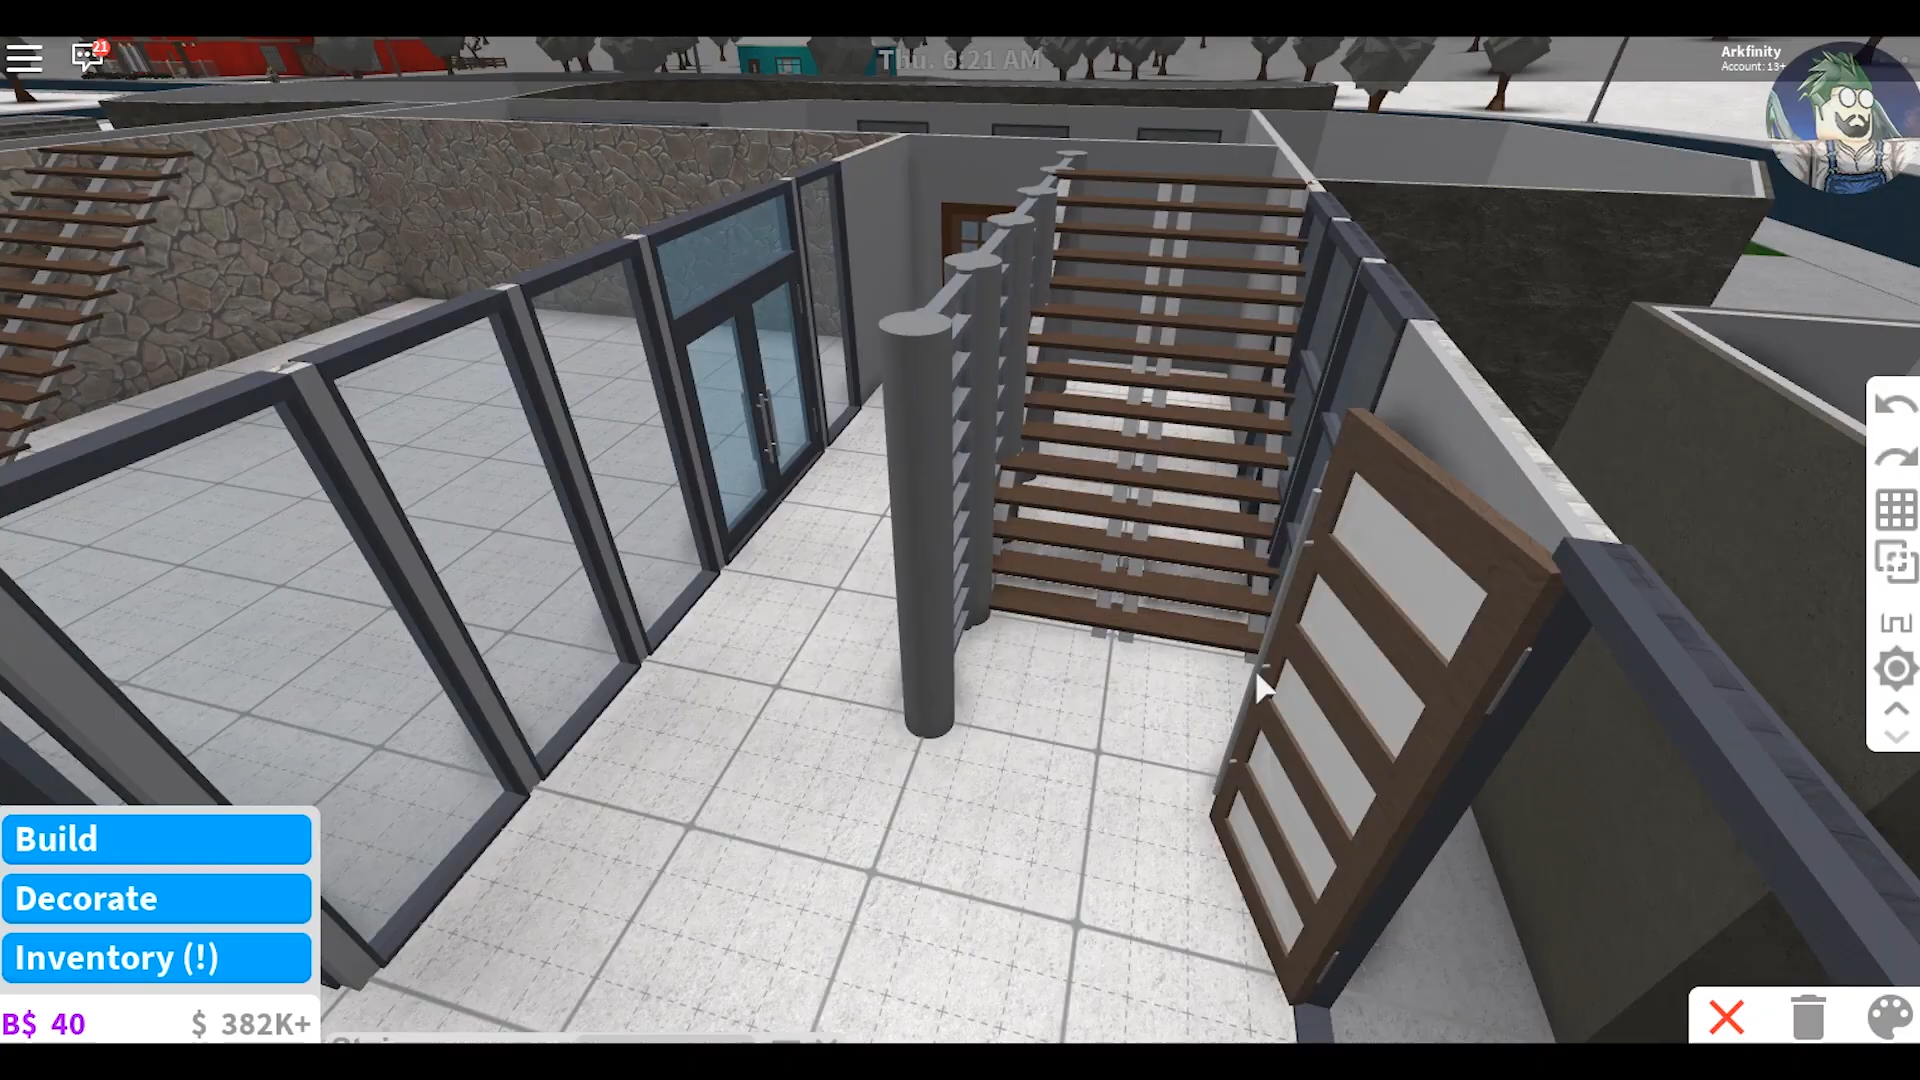 21
Thu. 6:21 AM
Arkfinity
Account: 13+
Build
Decorate
Inventory (!)
B$ 40
$ 382K+